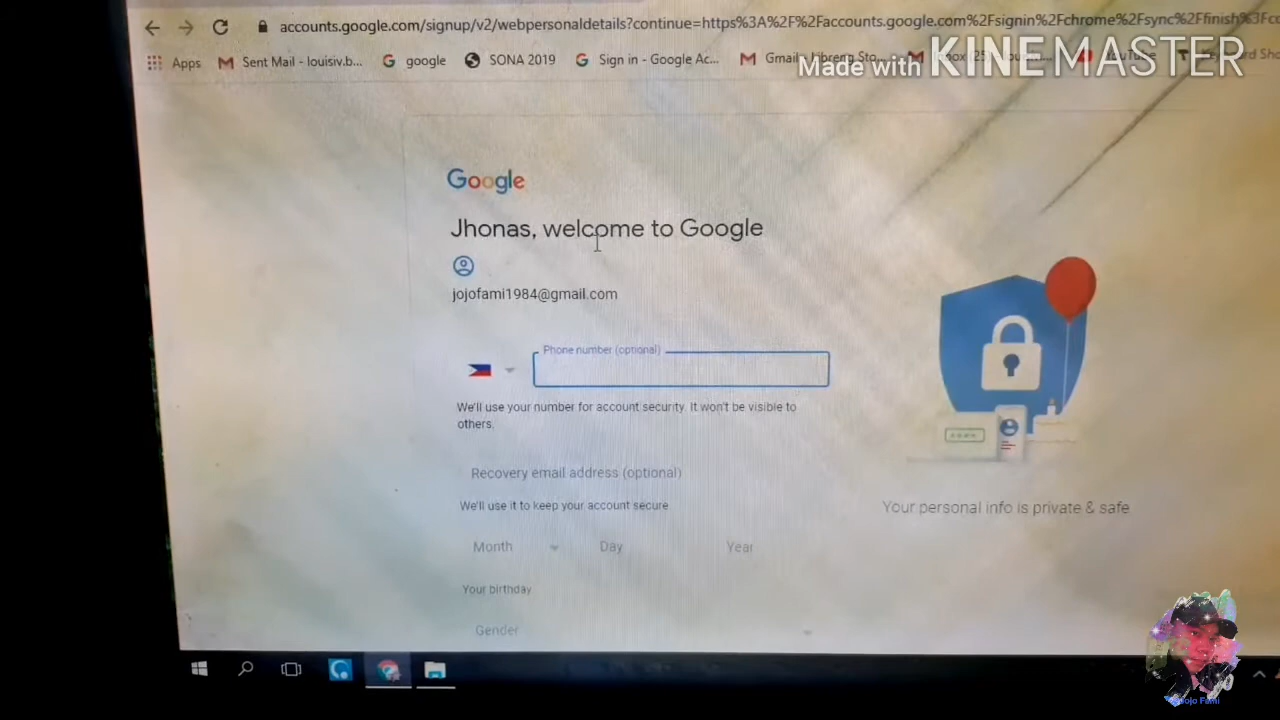 accounts.google.com/signup/v2/webpersonaldetails?continue=https%3A%2F%2Faccounts.google.com%2Fsignin%2Fchrome%2Fsync%2Ffinish%3Fco
Apps Sent Mail - louisiv.b... google SONA 2019 Sign in - Google Ac... Gmail
Made with KINEMASTER
Google
Jhonas, welcome to Google
jojofami1984@gmail.com
Phone number (optional)
We'll use your number for account security. It won't be visible to
others.
Recovery email address (optional)
We'll use it to keep your account secure
Month Day Year
Your birthday
Gender
Your personal info is private & safe
Fami